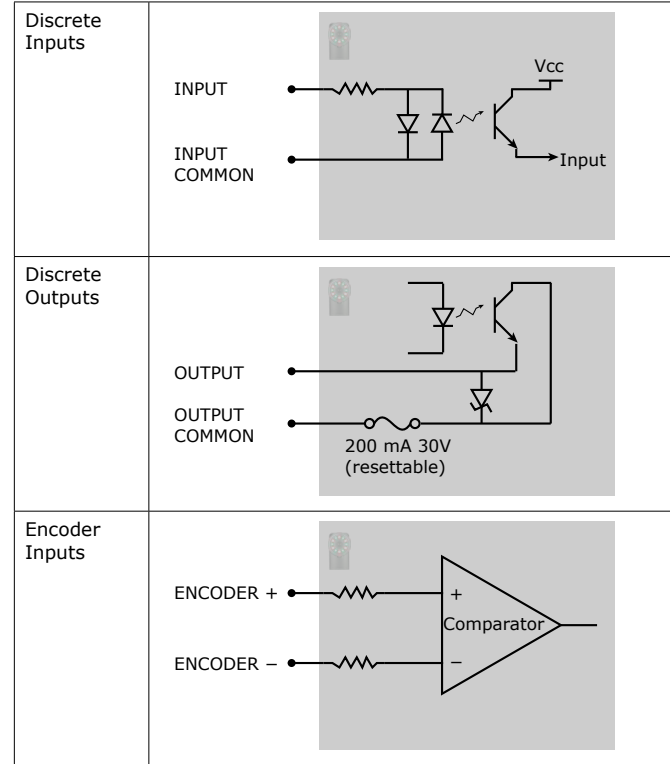 Discrete
Inputs
Vcc
INPUT
INPUT
COMMON
Input
Discrete
Outputs
OUTPUT
OUTPUT
COMMON
200 mA 30V
(resettable)
Encoder
Inputs
ENCODER +
+
Comparator
ENCODER −
−